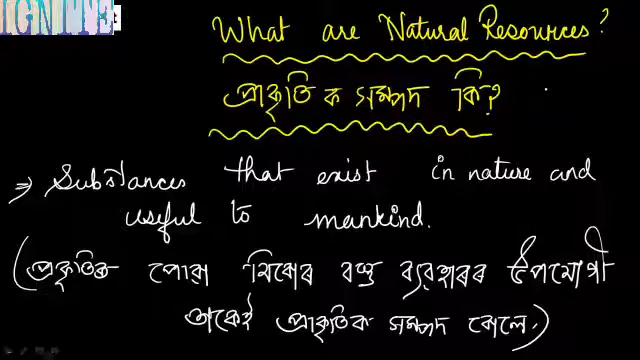 IGNITE
What are Natural Resources?
প্ৰাকৃতিক সম্পদ কি?
⇒ Substances that exist in nature and
useful to mankind.
(প্ৰকৃতিত পোৱা যিবোৰ বস্তু ব্যৱহাৰৰ উপযোগী
তাকেই প্ৰাকৃতিক সম্পদ বোলে।)